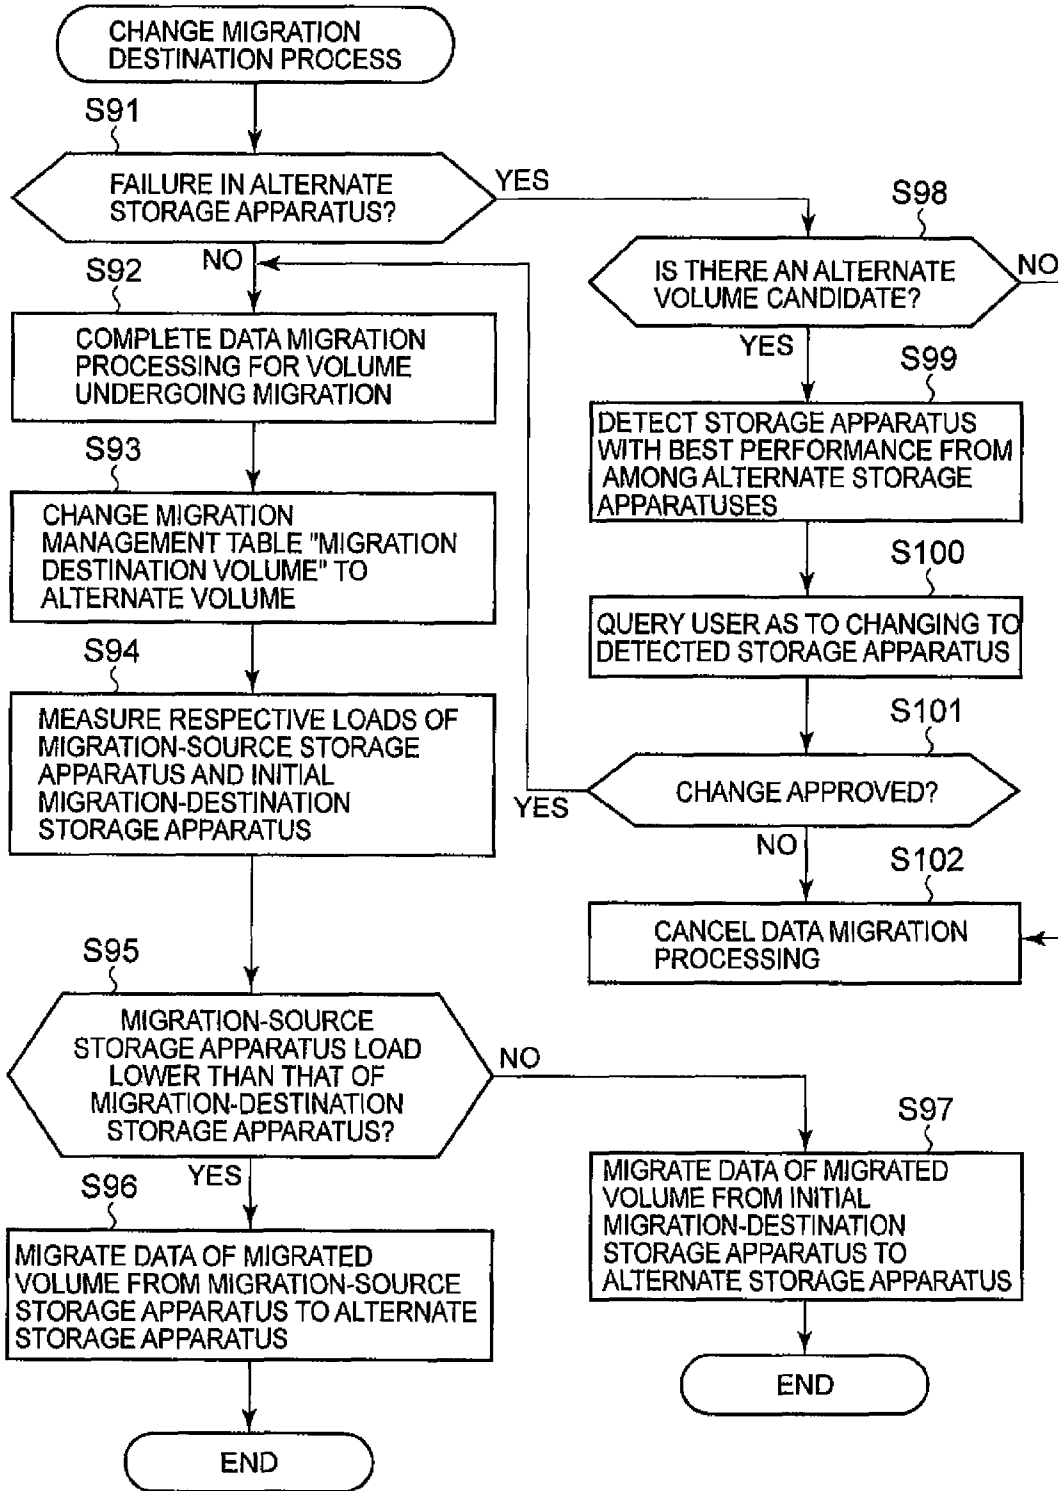 CHANGE MIGRATION
DESTINATION PROCESS
S91
FAILURE IN ALTERNATE
STORAGE APPARATUS?
YES
NO
S92
COMPLETE DATA MIGRATION
PROCESSING FOR VOLUME
UNDERGOING MIGRATION
S93
CHANGE MIGRATION
MANAGEMENT TABLE "MIGRATION
DESTINATION VOLUME" TO
ALTERNATE VOLUME
S94
MEASURE RESPECTIVE LOADS OF
MIGRATION-SOURCE STORAGE
APPARATUS AND INITIAL
MIGRATION-DESTINATION
STORAGE APPARATUS
S95
MIGRATION-SOURCE
STORAGE APPARATUS LOAD
LOWER THAN THAT OF
MIGRATION-DESTINATION
STORAGE APPARATUS?
NO
YES
S96
MIGRATE DATA OF MIGRATED
VOLUME FROM MIGRATION-SOURCE
STORAGE APPARATUS TO ALTERNATE
STORAGE APPARATUS
END
S98
IS THERE AN ALTERNATE
VOLUME CANDIDATE?
NO
YES
S99
DETECT STORAGE APPARATUS
WITH BEST PERFORMANCE FROM
AMONG ALTERNATE STORAGE
APPARATUSES
S100
QUERY USER AS TO CHANGING TO
DETECTED STORAGE APPARATUS
S101
CHANGE APPROVED?
YES
NO
S102
CANCEL DATA MIGRATION
PROCESSING
S97
MIGRATE DATA OF MIGRATED
VOLUME FROM INITIAL
MIGRATION-DESTINATION
STORAGE APPARATUS TO
ALTERNATE STORAGE APPARATUS
END